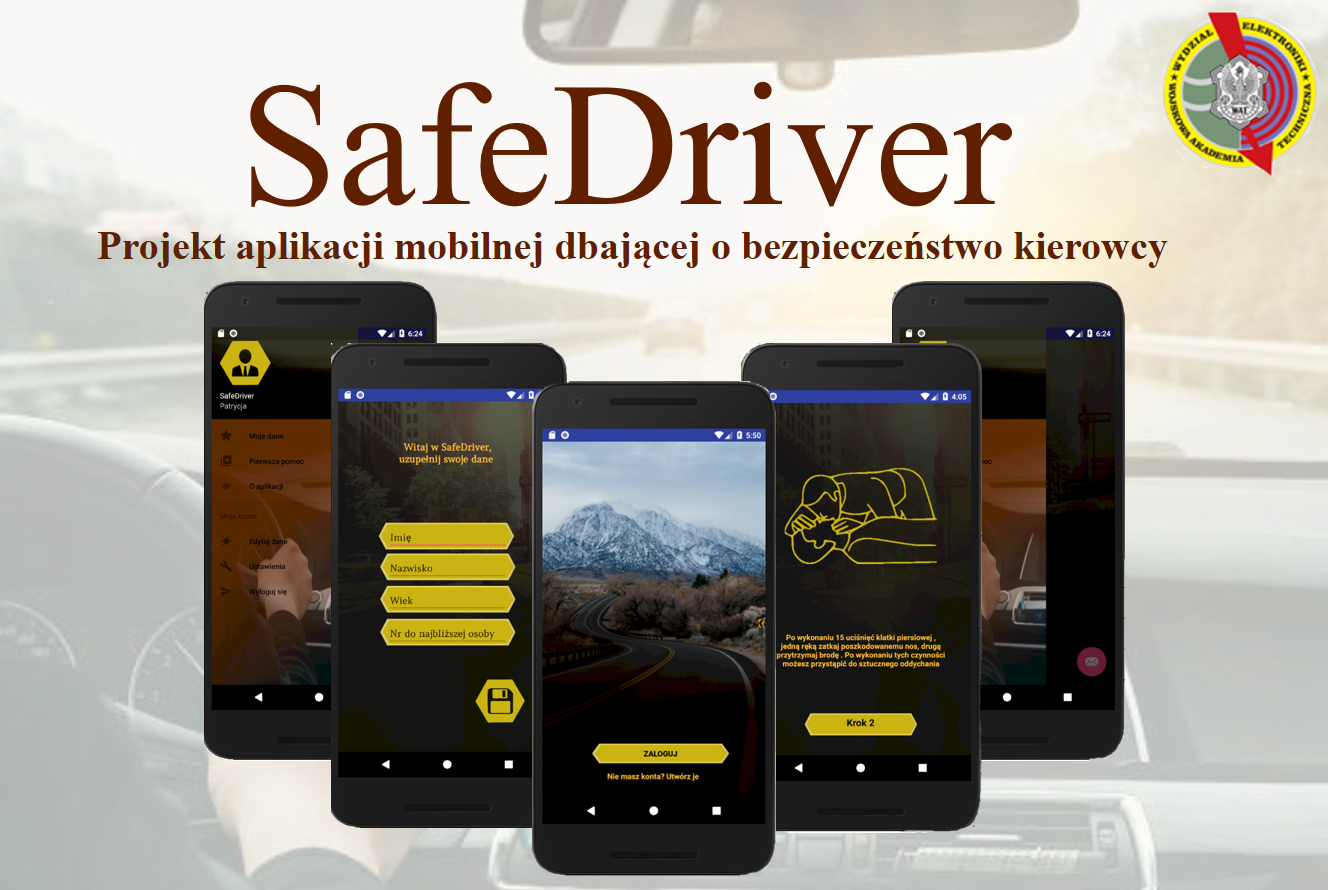 WYDZIAŁ ELEKTRONIKI
WOJSKOWA AKADEMIA TECHNICZNA
WAT
SafeDriver
Projekt aplikacji mobilnej dbającej o bezpieczeństwo kierowcy
6:24
SafeDriver
Patrycja
Moje dane
Pierwsza pomoc
O aplikacji
Moje konto
Edytuj dane
Ustawienia
Wyloguj się
Witaj w SafeDriver,
uzupełnij swoje dane
Imię
Nazwisko
Wiek
Nr do najbliższej osoby
5:50
ZALOGUJ
Nie masz konta? Utwórz je
4:05
Po wykonaniu 15 uciśnięć klatki piersiowej ,
jedną ręką zatkaj poszkodowanemu nos, drugą
przytrzymaj brodę . Po wykonaniu tych czynności
możesz przystąpić do sztucznego oddychania
Krok 2
6:24
moc